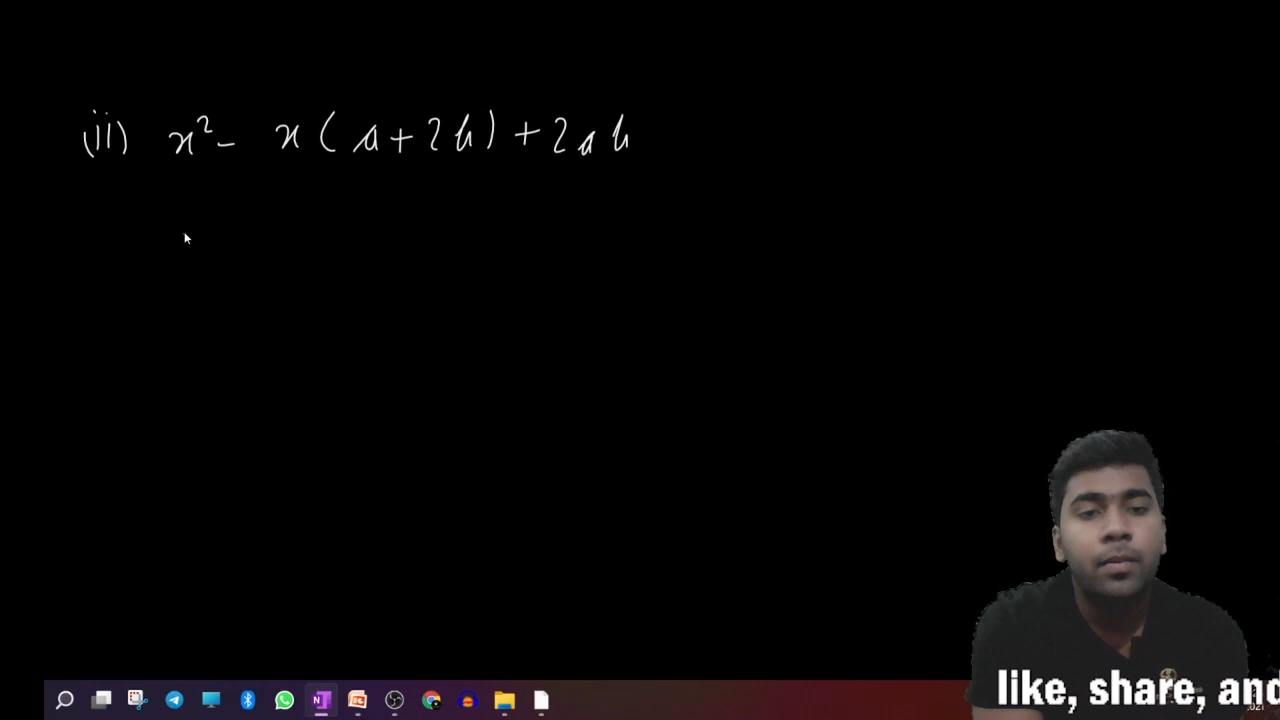 (ii) x² - x(a+2b)+2ab
like, share, and